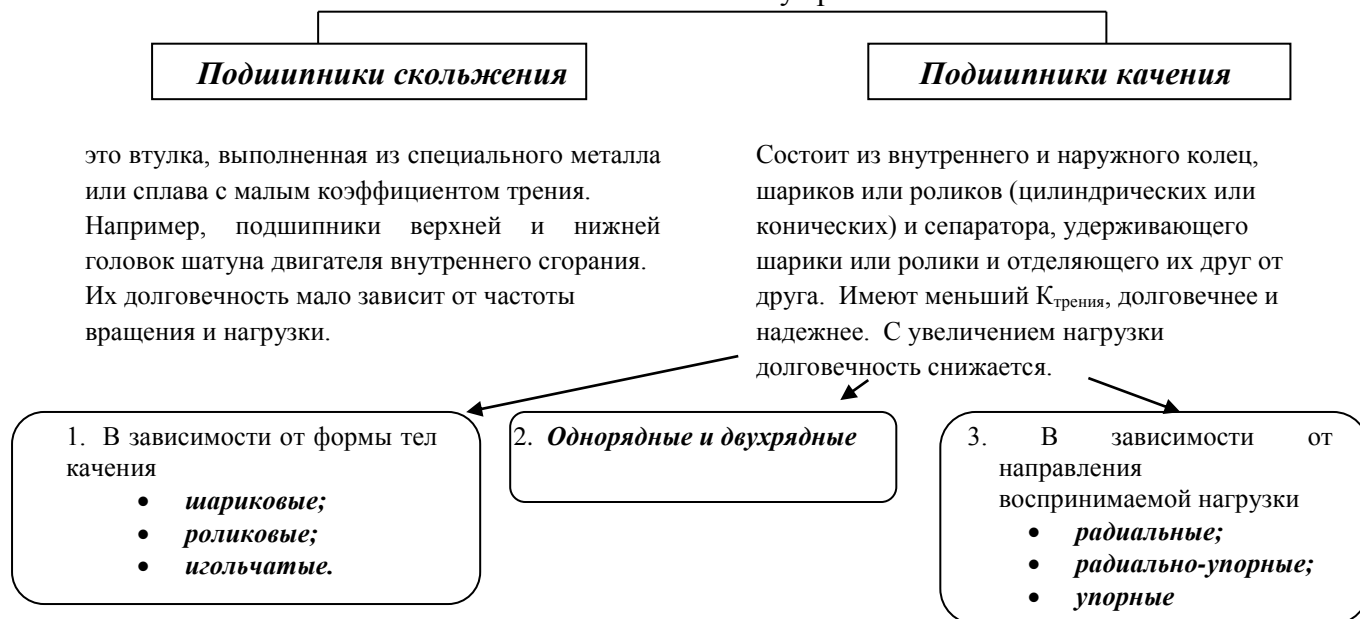 Подшипники скольжения
Подшипники качения
это втулка, выполненная из специального металла
или сплава с малым коэффициентом трения.
Например, подшипники верхней и нижней
головок шатуна двигателя внутреннего сгорания.
Их долговечность мало зависит от частоты
вращения и нагрузки.
Состоит из внутреннего и наружного колец,
шариков или роликов (цилиндрических или
конических) и сепаратора, удерживающего
шарики или ролики и отделяющего их друг от
друга. Имеют меньший Ктрения, долговечнее и
надежнее. С увеличением нагрузки
долговечность снижается.
1. В зависимости от формы тел
качения
• шариковые;
• роликовые;
• игольчатые.
2. Однорядные и двухрядные
3. В зависимости от
направления
воспринимаемой нагрузки
• радиальные;
• радиально-упорные;
• упорные